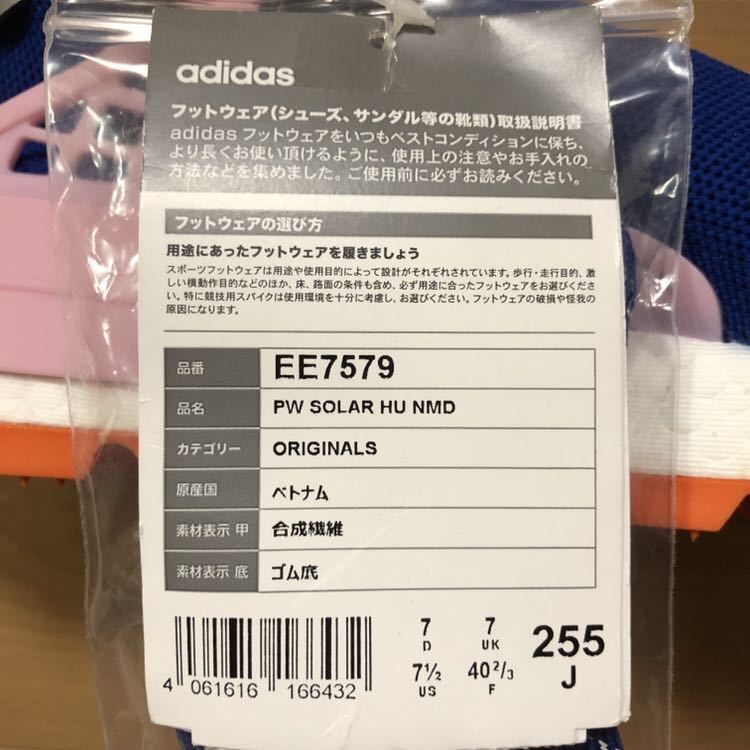 adidas
フットウェア(シューズ、サンダル等の靴類)取扱説明書
adidas フットウェアをいつもベストコンディションに保ち、
より長くお使い頂けるように、使用上の注意やお手入れの
方法などを集めました。ご使用前に必ずお読みください。
フットウェアの選び方
用途にあったフットウェアを履きましょう
スポーツフットウェアは用途や使用目的によって設計がそれぞれされています。歩行・走行目的、激
しい横動作目的などのほか、床、路面の条件も含め、必ず用途に合ったフットウェアをお選びくださ
い。特に競技用スパイクは使用環境を十分に考慮し、お選びください。フットウェアの破損や怪我の
原因になります。
品番 EE7579
品名 PW SOLAR HU NMD
カテゴリー ORIGINALS
原産国 ベトナム
素材表示 甲 合成繊維
素材表示 底 ゴム底
7 7 255
D UK J
7½ 40⅔
US F
4 061616 166432